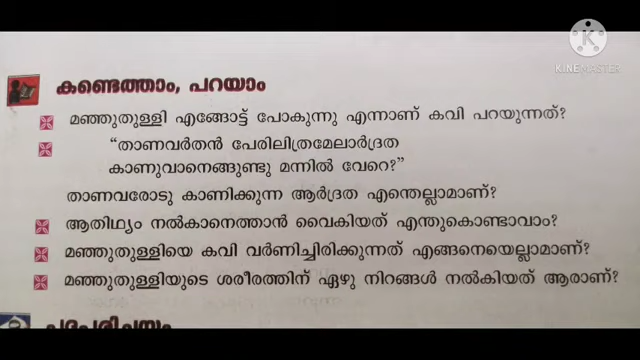 KINEMASTER
കണ്ടെത്താം, പറയാം
മഞ്ഞുതുള്ളി എങ്ങോട്ട് പോകുന്നു എന്നാണ് കവി പറയുന്നത്?
“താണവർതൻ പേരിലിത്രമേലാർദ്രത
കാണുവാനെങ്ങുണ്ടു മന്നിൽ വേറെ?”
താണവരോടു കാണിക്കുന്ന ആർദ്രത എന്തെല്ലാമാണ്?
ആതിഥ്യം നൽകാനെത്താൻ വൈകിയത് എന്തുകൊണ്ടാവാം?
മഞ്ഞുതുള്ളിയെ കവി വർണിച്ചിരിക്കുന്നത് എങ്ങനെയെല്ലാമാണ്?
മഞ്ഞുതുള്ളിയുടെ ശരീരത്തിന് ഏഴു നിറങ്ങൾ നൽകിയത് ആരാണ്?